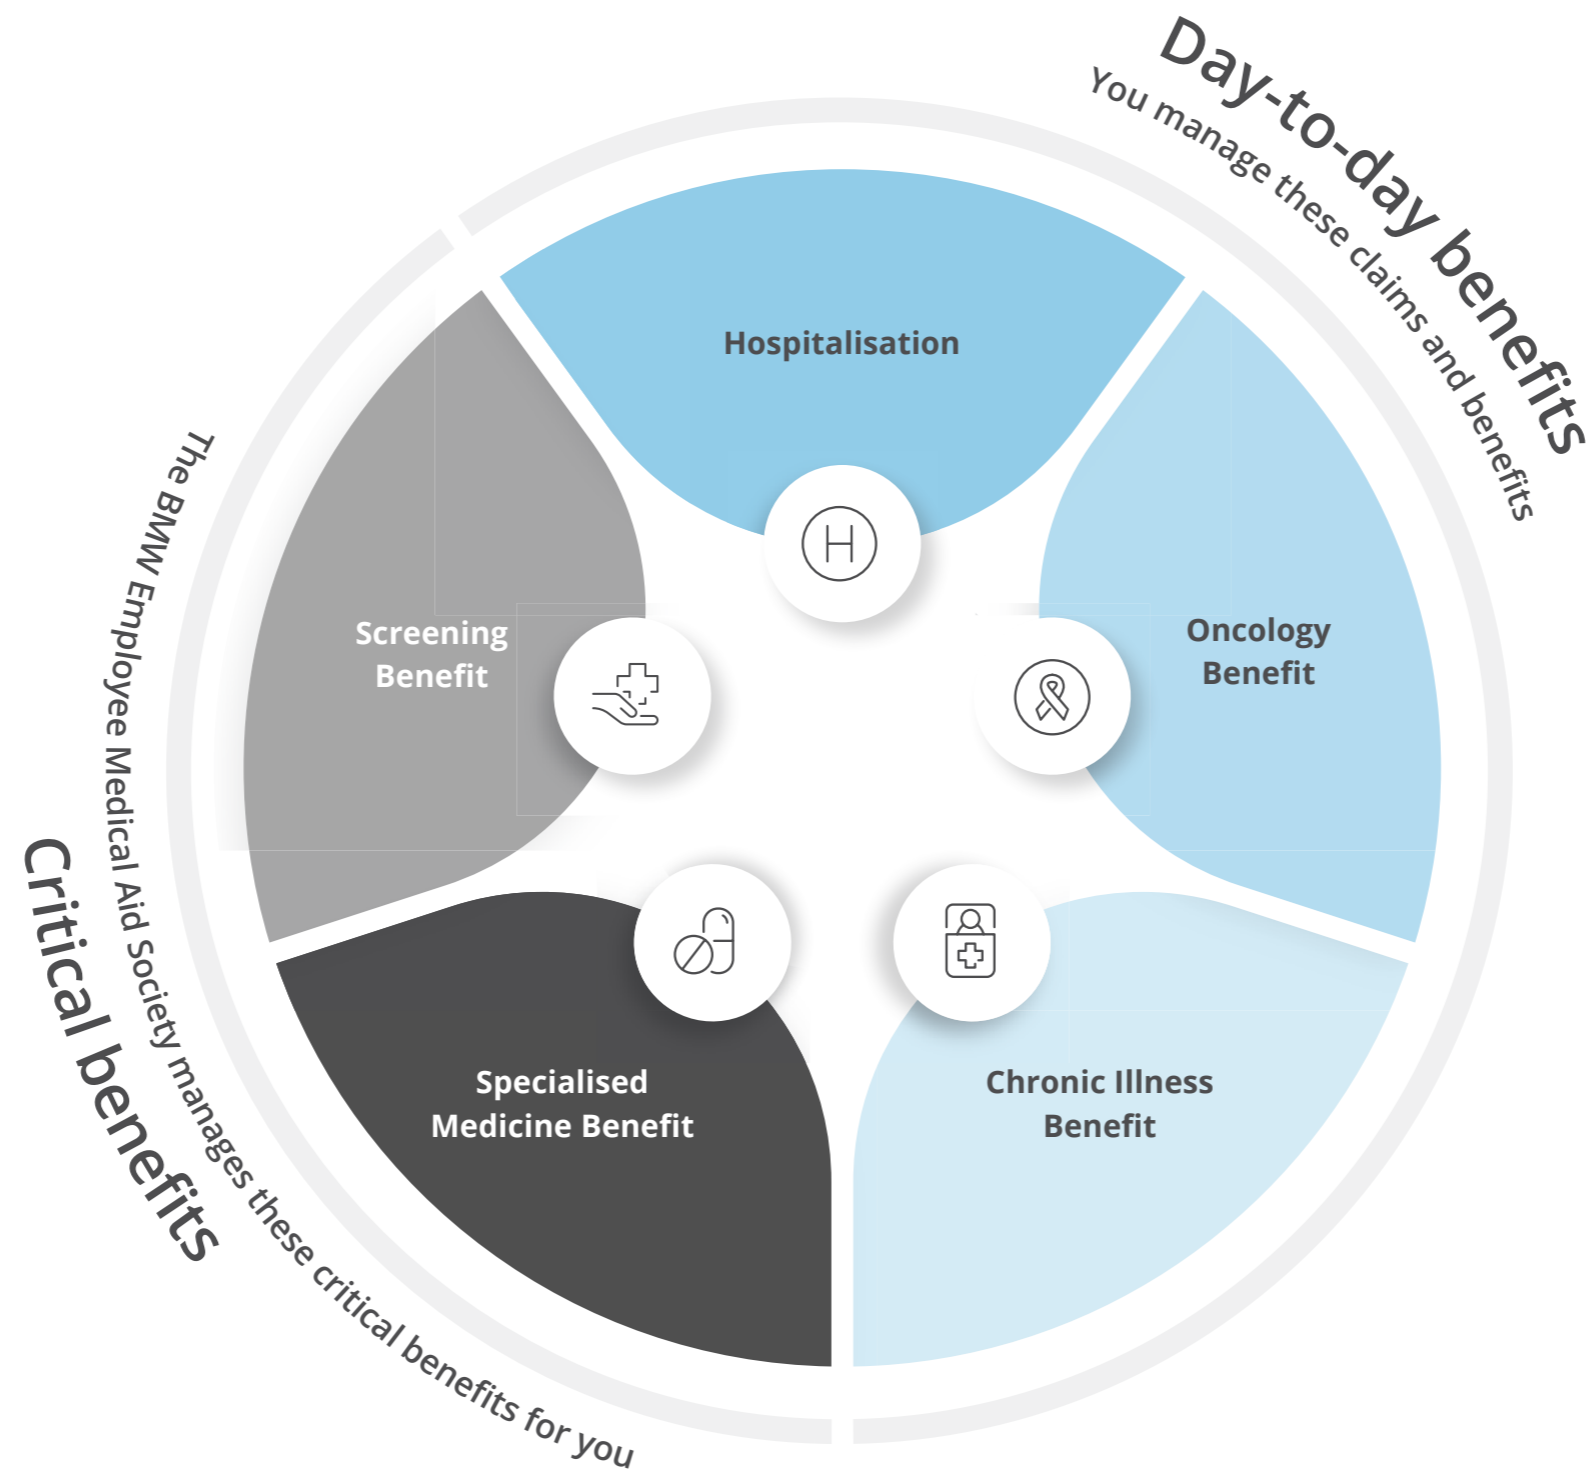 Day-to-day benefits
You manage these claims and benefits
Hospitalisation
Oncology
Benefit
Chronic Illness
Benefit
Specialised
Medicine Benefit
Screening
Benefit
The BMW Employee Medical Aid Society manages these critical benefits for you
Critical benefits
H